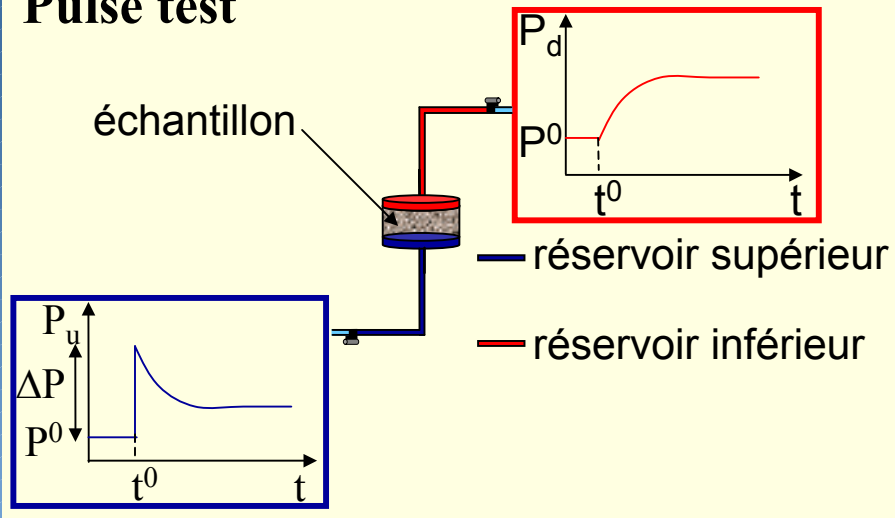 Pulse test
échantillon
P_d
P⁰
t⁰
t
réservoir supérieur
réservoir inférieur
P_u
ΔP
P⁰
t⁰
t